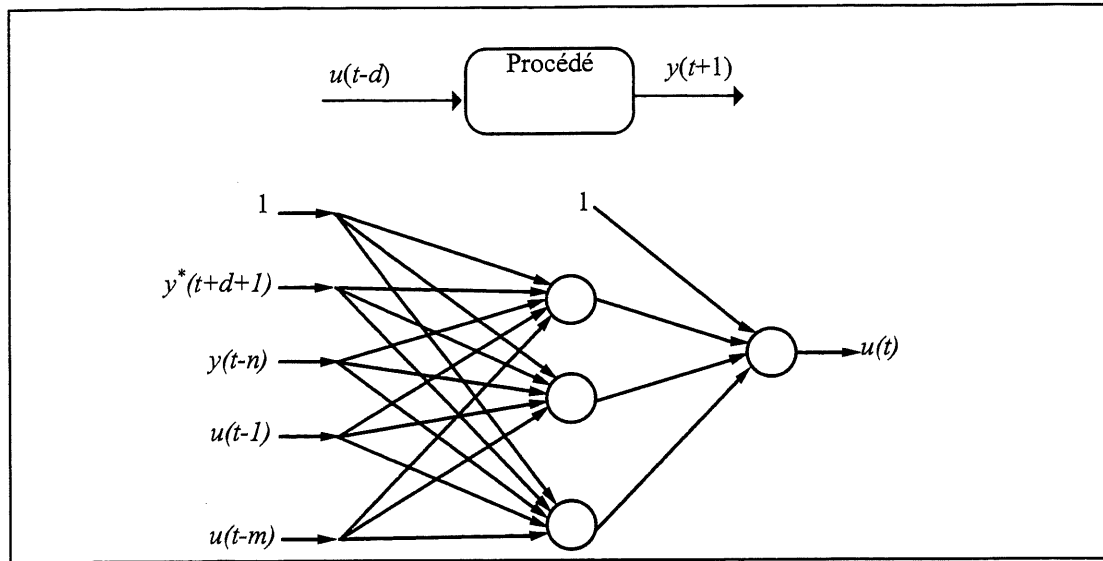 Procédé
u(t-d)
y(t+1)
1
1
y*(t+d+1)
y(t-n)
u(t)
u(t-1)
u(t-m)